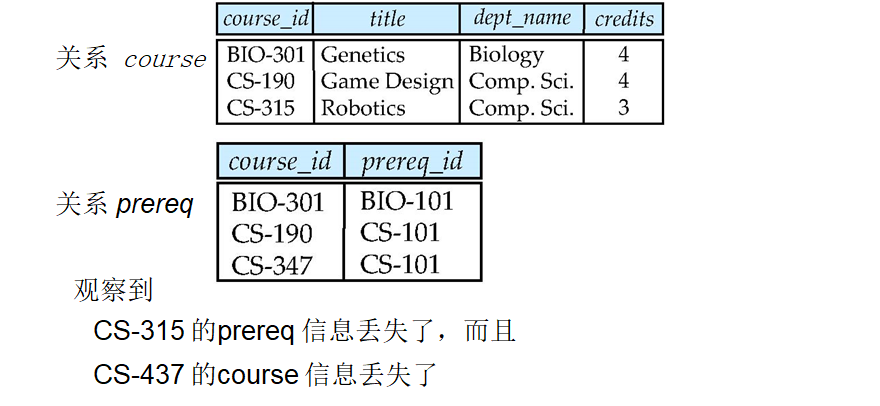 course_id title dept_name credits
关系 course
BIO-301 Genetics Biology 4
CS-190 Game Design Comp. Sci. 4
CS-315 Robotics Comp. Sci. 3
course_id prereq_id
关系 prereq
BIO-301 BIO-101
CS-190 CS-101
CS-347 CS-101
观察到
CS-315 的prereq 信息丢失了，而且
CS-437 的course 信息丢失了